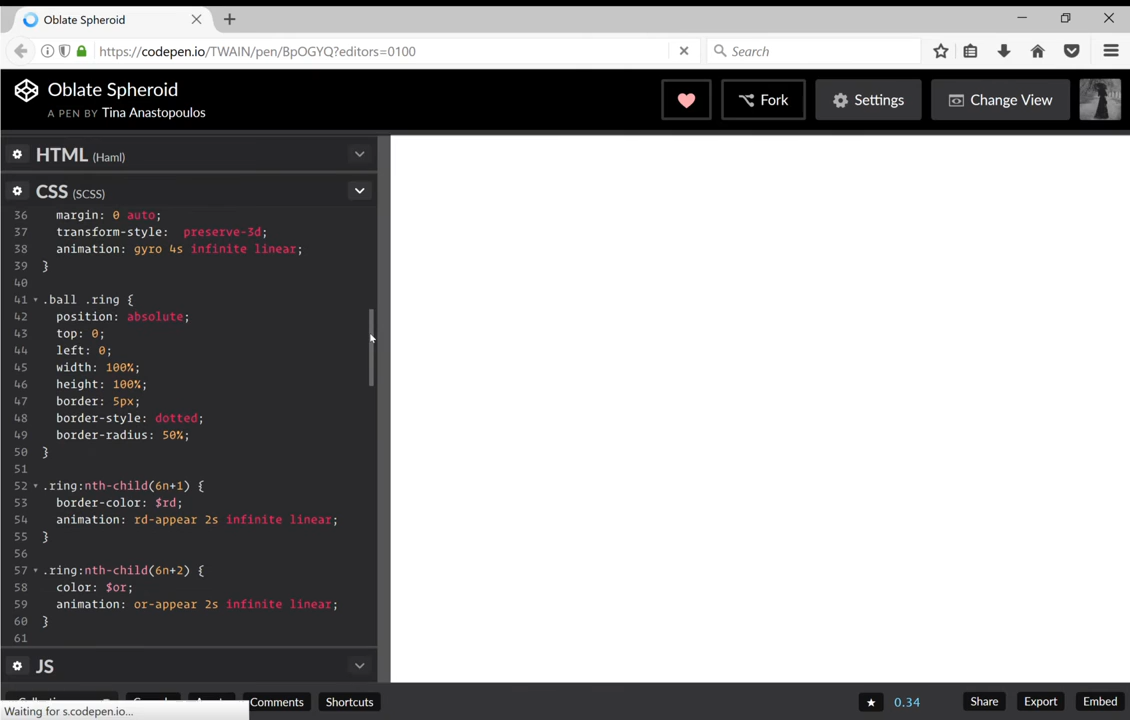 Oblate Spheroid
https://codepen.io/TWAIN/pen/BpOGYQ?editors=0100
Search
Oblate Spheroid
A PEN BY Tina Anastopoulos
Fork
Settings
Change View
HTML (Haml)
CSS (SCSS)
36 margin: 0 auto;
37 transform-style:  preserve-3d;
38 animation: gyro 4s infinite linear;
39 }
40
41 .ball .ring {
42 position: absolute;
43 top: 0;
44 left: 0;
45 width: 100%;
46 height: 100%;
47 border: 5px;
48 border-style: dotted;
49 border-radius: 50%;
50 }
51
52 .ring:nth-child(6n+1) {
53 border-color: $rd;
54 animation: rd-appear 2s infinite linear;
55 }
56
57 .ring:nth-child(6n+2) {
58 color: $or;
59 animation: or-appear 2s infinite linear;
60 }
61
JS
Comments
Shortcuts
0.34
Share
Export
Embed
Waiting for s.codepen.io...